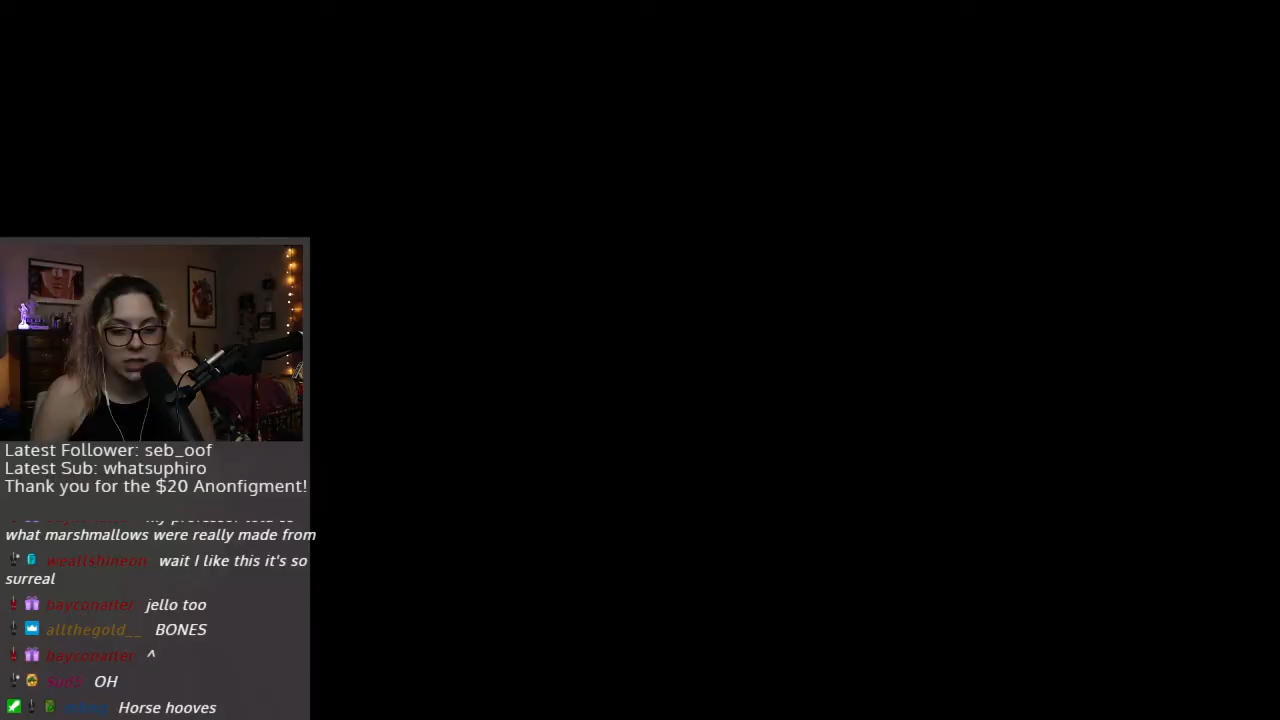 Latest Follower: seb_oof
Latest Sub: whatsuphiro
Thank you for the $20 Anonfigment!
what marshmallows were really made from
weallshineon wait I like this it's so
surreal
jello too
allthegold__ BONES
^
OH
Horse hooves